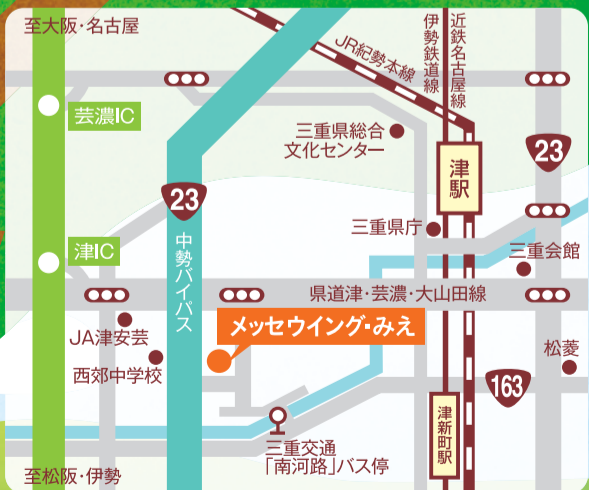 至大阪・名古屋
JR紀勢本線
伊勢鉄道線
近鉄名古屋線
芸濃IC
三重県総合
文化センター
津駅
23
23
三重県庁
三重会館
津IC
中勢バイパス
県道津・芸濃・大山田線
JA津安芸
メッセウイング・みえ
西郊中学校
松菱
163
津新町駅
三重交通
「南河路」バス停
至松阪・伊勢